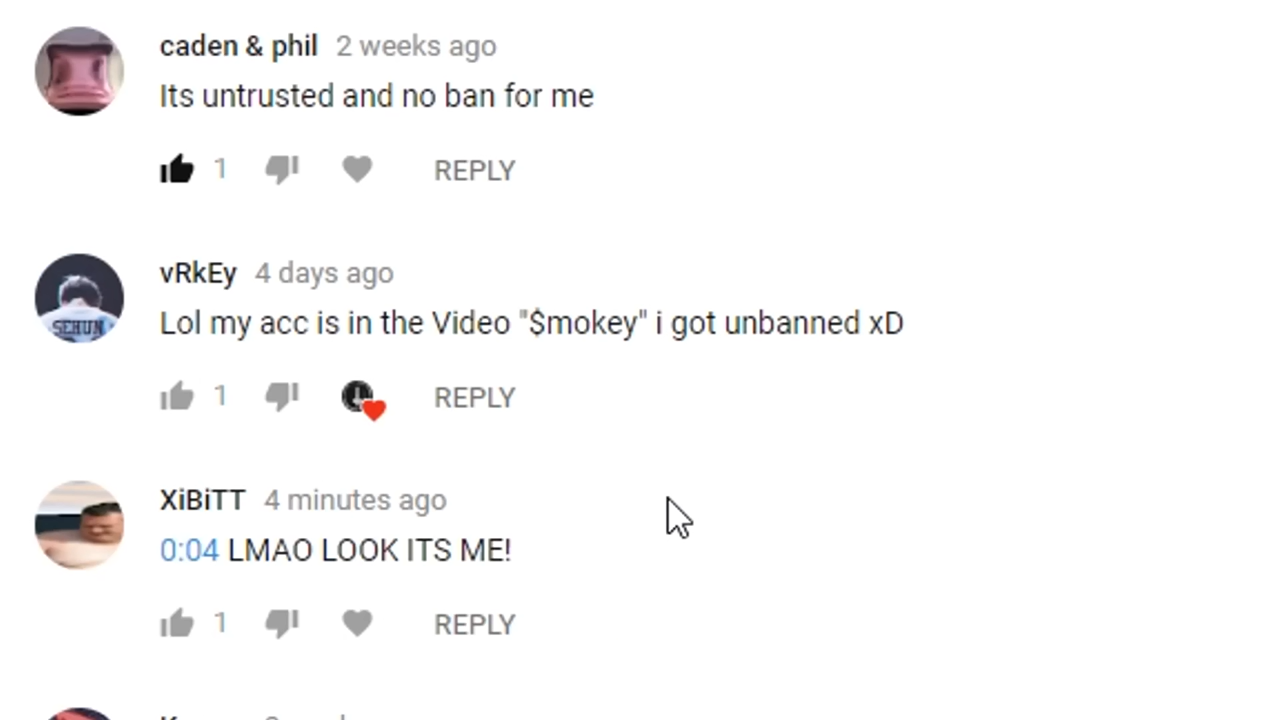 caden & phil 2 weeks ago
Its untrusted and no ban for me
1 REPLY
vRkEy 4 days ago
SEHUN
Lol my acc is in the Video "$mokey" i got unbanned xD
1 REPLY
XiBiTT 4 minutes ago
0:04 LMAO LOOK ITS ME!
1 REPLY